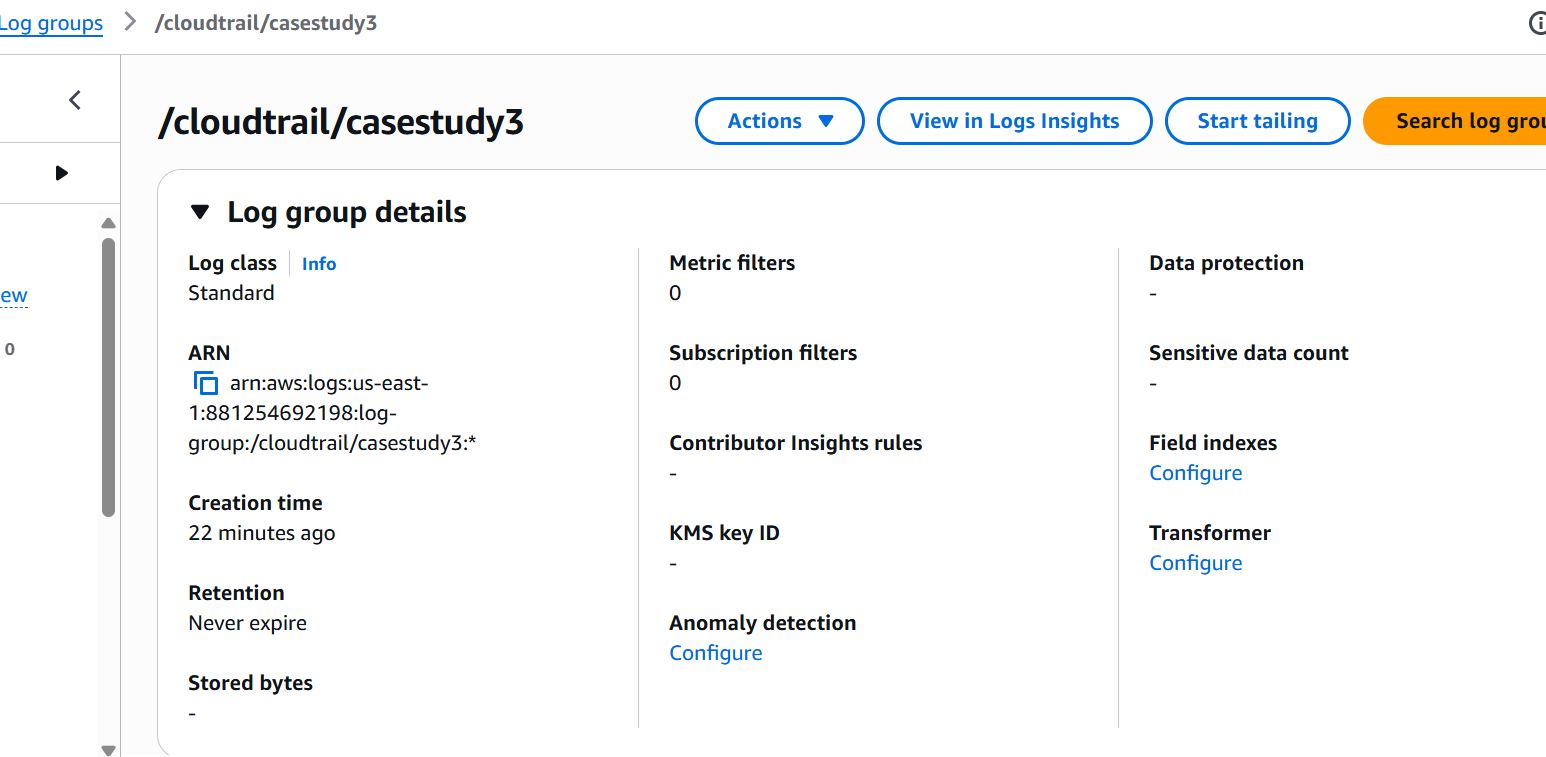 Log groups > /cloudtrail/casestudy3
/cloudtrail/casestudy3
Actions
View in Logs Insights
Start tailing
Search log
Log group details
Log class
Info
Standard
ARN
arn:aws:logs:us-east-
1:881254692198:log-
group:/cloudtrail/casestudy3:*
Creation time
22 minutes ago
Retention
Never expire
Stored bytes
-
Metric filters
0
Subscription filters
0
Contributor Insights rules
-
KMS key ID
-
Anomaly detection
Configure
Data protection
-
Sensitive data count
-
Field indexes
Configure
Transformer
Configure
0